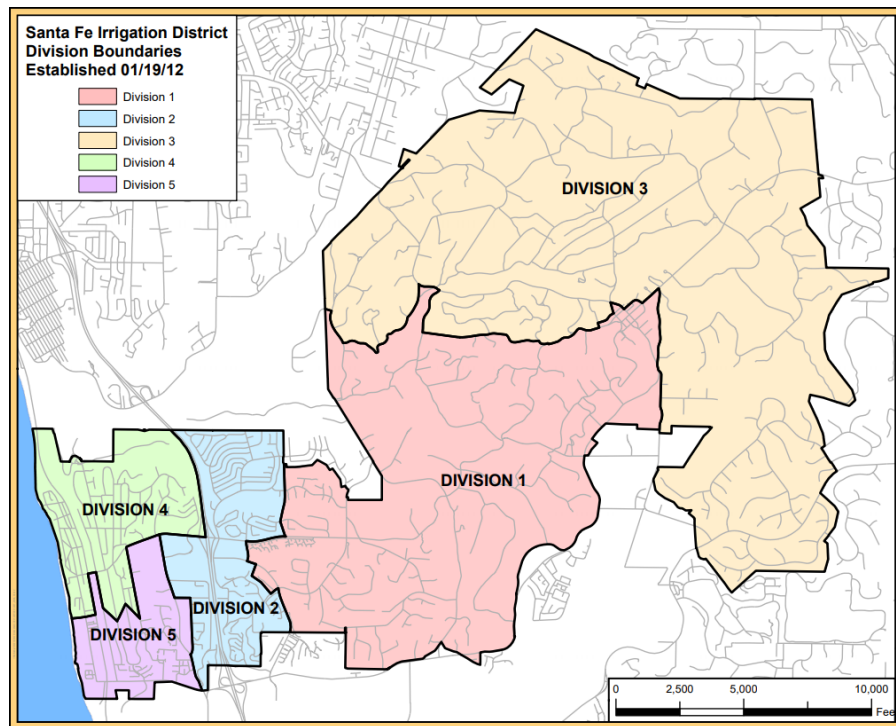 Santa Fe Irrigation District
Division Boundaries
Established 01/19/12
Division 1
Division 2
Division 3
Division 4
Division 5
DIVISION 3
DIVISION 1
DIVISION 4
DIVISION 2
DIVISION 5
0 2,500 5,000 10,000
Fee